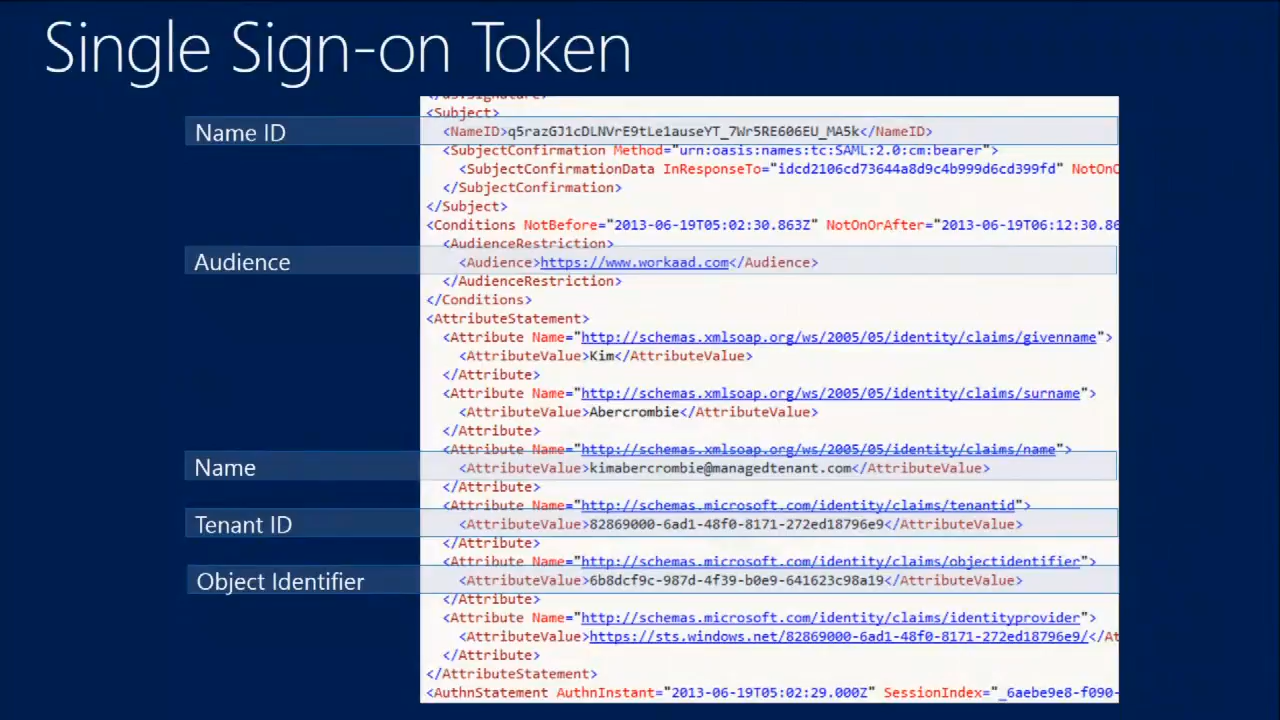 Single Sign-on Token
<Subject>
Name ID
<NameID>q5razGJ1cDLNVrE9tLe1auseYT_7Wr5RE606EU_MA5k</NameID>
<SubjectConfirmation Method="urn:oasis:names:tc:SAML:2.0:cm:bearer">
<SubjectConfirmationData InResponseTo="idcd2106cd73644a8d9c4b999d6cd399fd" NotOnO
</SubjectConfirmation>
</Subject>
<Conditions NotBefore="2013-06-19T05:02:30.863Z" NotOnOrAfter="2013-06-19T06:12:30.86
<AudienceRestriction>
Audience
<Audience>https://www.workaad.com</Audience>
</AudienceRestriction>
</Conditions>
<AttributeStatement>
<Attribute Name="http://schemas.xmlsoap.org/ws/2005/05/identity/claims/givenname">
<AttributeValue>Kim</AttributeValue>
</Attribute>
<Attribute Name="http://schemas.xmlsoap.org/ws/2005/05/identity/claims/surname">
<AttributeValue>Abercrombie</AttributeValue>
</Attribute>
<Attribute Name="http://schemas.xmlsoap.org/ws/2005/05/identity/claims/name">
Name
<AttributeValue>kimabercrombie@managedtenant.com</AttributeValue>
</Attribute>
<Attribute Name="http://schemas.microsoft.com/identity/claims/tenantid">
Tenant ID
<AttributeValue>82869000-6ad1-48f0-8171-272ed18796e9</AttributeValue>
</Attribute>
<Attribute Name="http://schemas.microsoft.com/identity/claims/objectidentifier">
Object Identifier
<AttributeValue>6b8dcf9c-987d-4f39-b0e9-641623c98a19</AttributeValue>
</Attribute>
<Attribute Name="http://schemas.microsoft.com/identity/claims/identityprovider">
<AttributeValue>https://sts.windows.net/82869000-6ad1-48f0-8171-272ed18796e9/</At
</Attribute>
</AttributeStatement>
<AuthnStatement AuthnInstant="2013-06-19T05:02:29.000Z" SessionIndex="_6aebe9e8-f090-